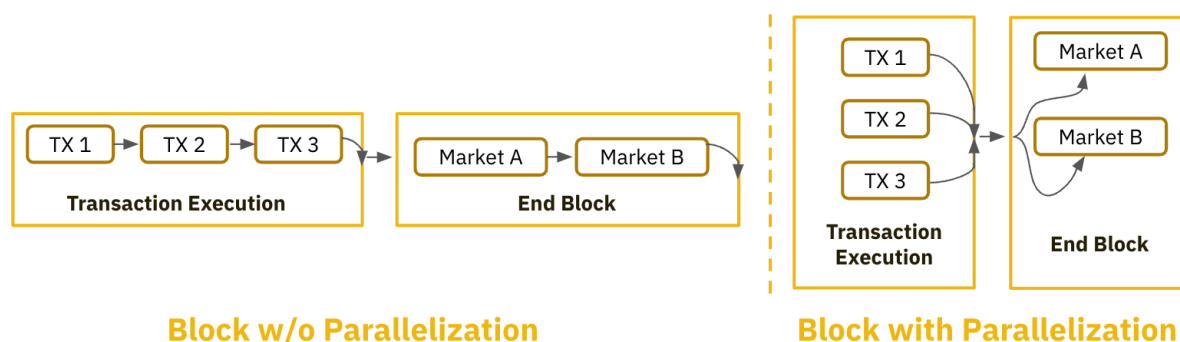 TX 1
TX 2
TX 3
Transaction Execution
Market A
Market B
End Block
Block w/o Parallelization
TX 1
TX 2
TX 3
Transaction
Execution
Market A
Market B
End Block
Block with Parallelization